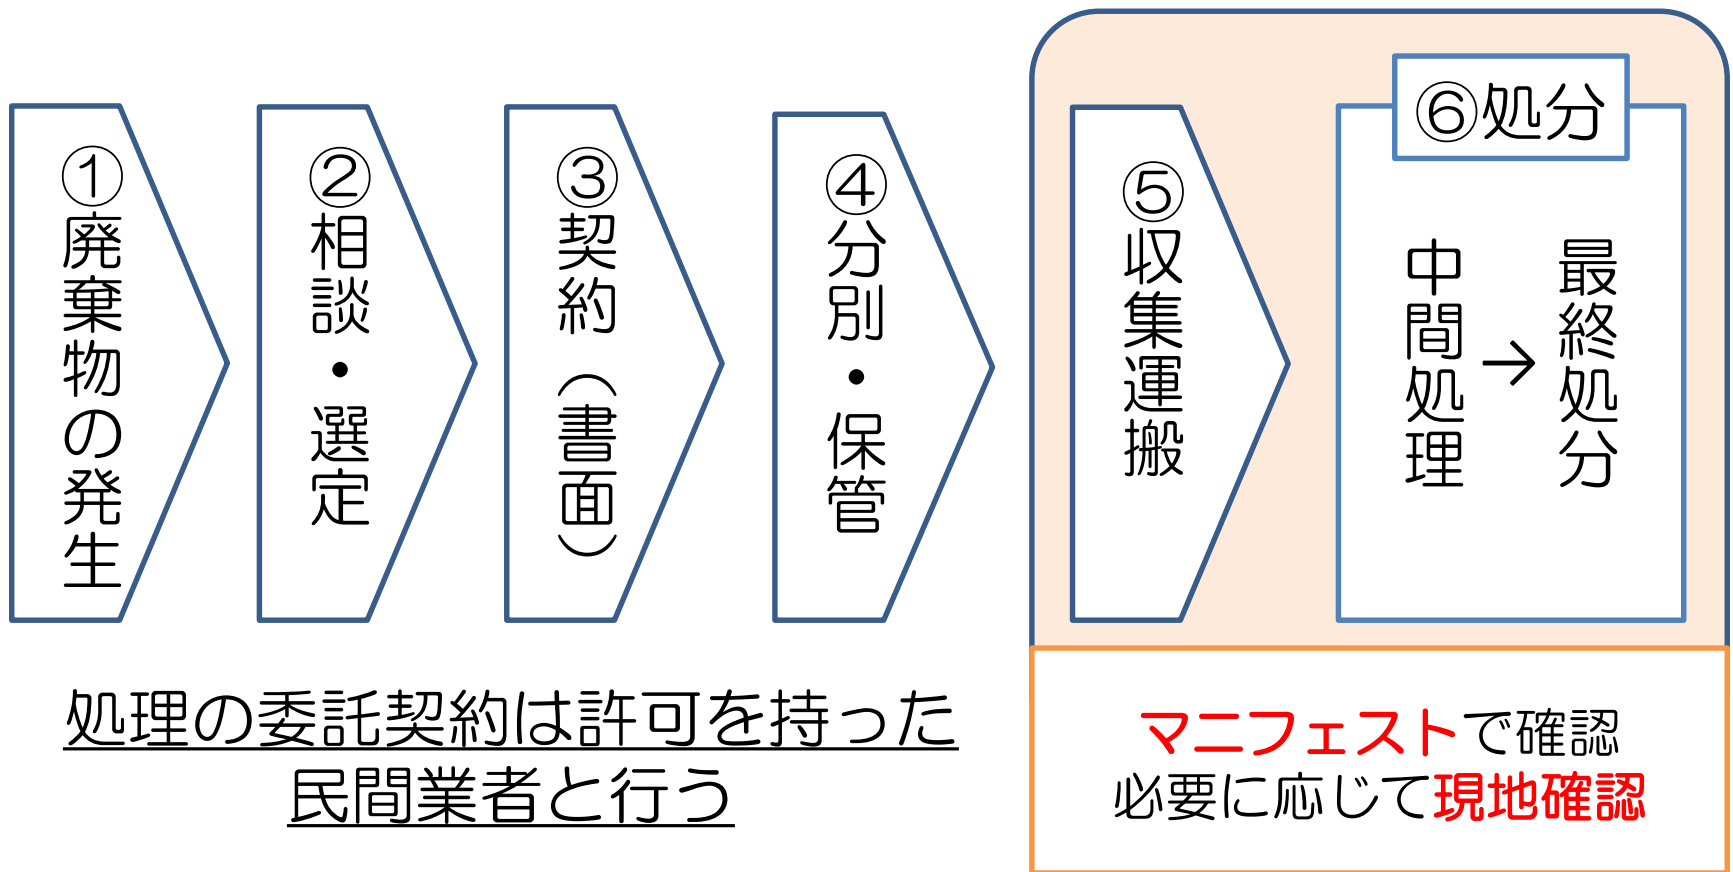 ①廃棄物の発生
②相談・選定
③契約（書面）
④分別・保管
⑤収集運搬
⑥処分
中間処理
→
最終処分
処理の委託契約は許可を持った
民間業者と行う
マニフェストで確認
必要に応じて現地確認